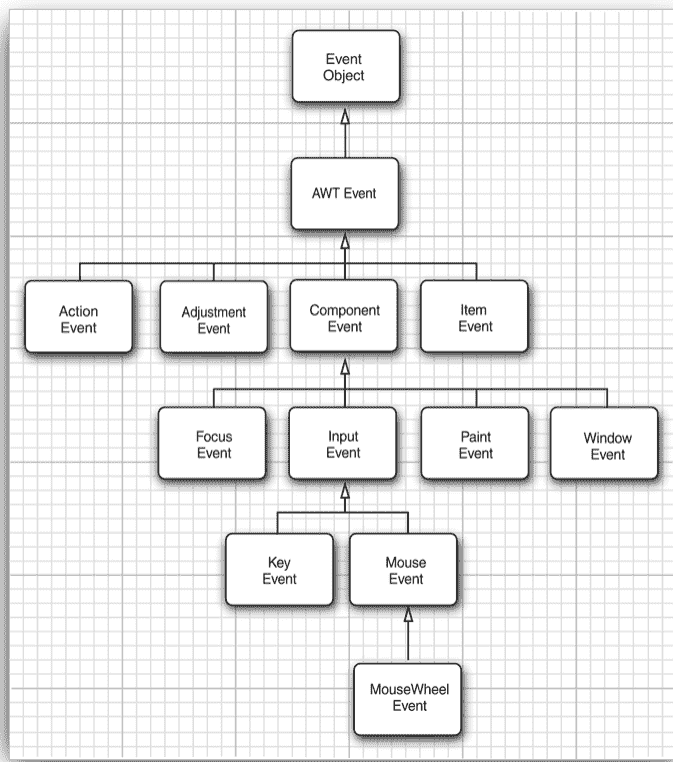 Event
Object
AWT Event
Action
Event
Adjustment
Event
Component
Event
Item
Event
Focus
Event
Input
Event
Paint
Event
Window
Event
Key
Event
Mouse
Event
MouseWheel
Event